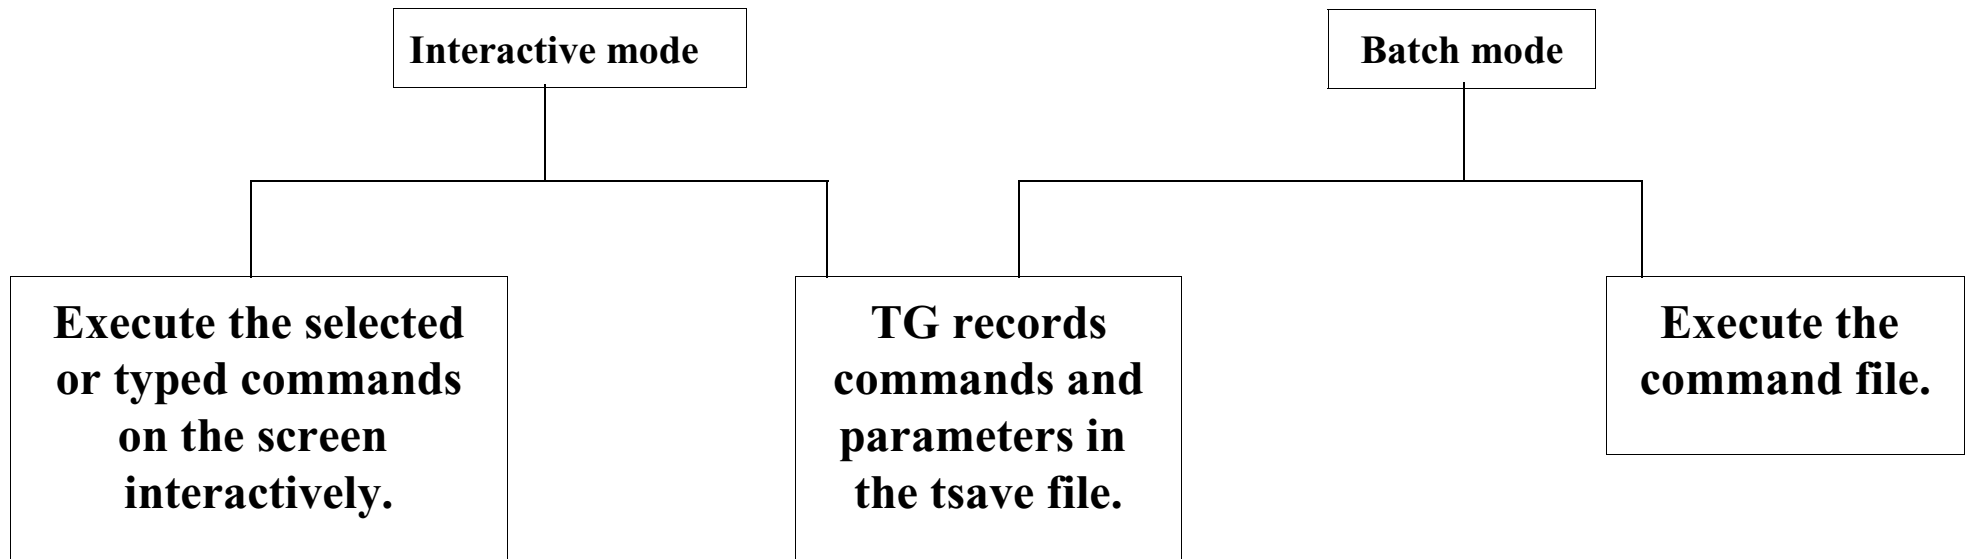 Interactive mode
Batch mode
Execute the selected
or typed commands
on the screen
interactively.
TG records
commands and
parameters in
the tsave file.
Execute the
command file.